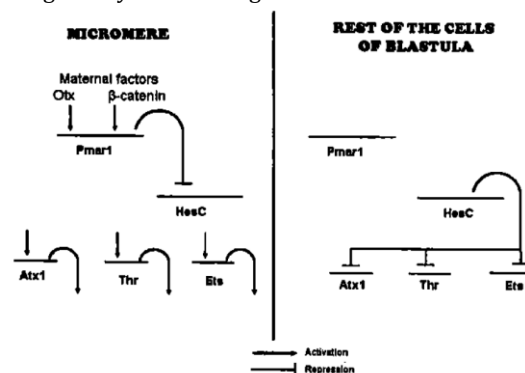 MICROMERE
Maternal factors
Otx β-catenin
Pmar1
HesC
Atx1 Thr Ets
REST OF THE CELLS
OF BLASTULA
Pmar1
HesC
Atx1 Thr Ets
Activation
Repression